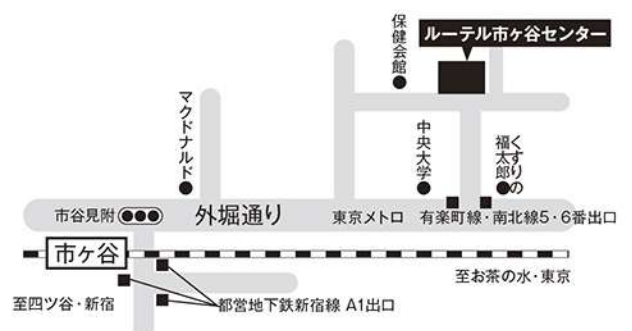 ルーテル市ヶ谷センター
保健会館
マクドナルド
中央大学
くすりの
福太郎
市谷見附
外堀通り
東京メトロ 有楽町線・南北線5・6番出口
市ヶ谷
至お茶の水・東京
至四ツ谷・新宿
都営地下鉄新宿線 A1出口